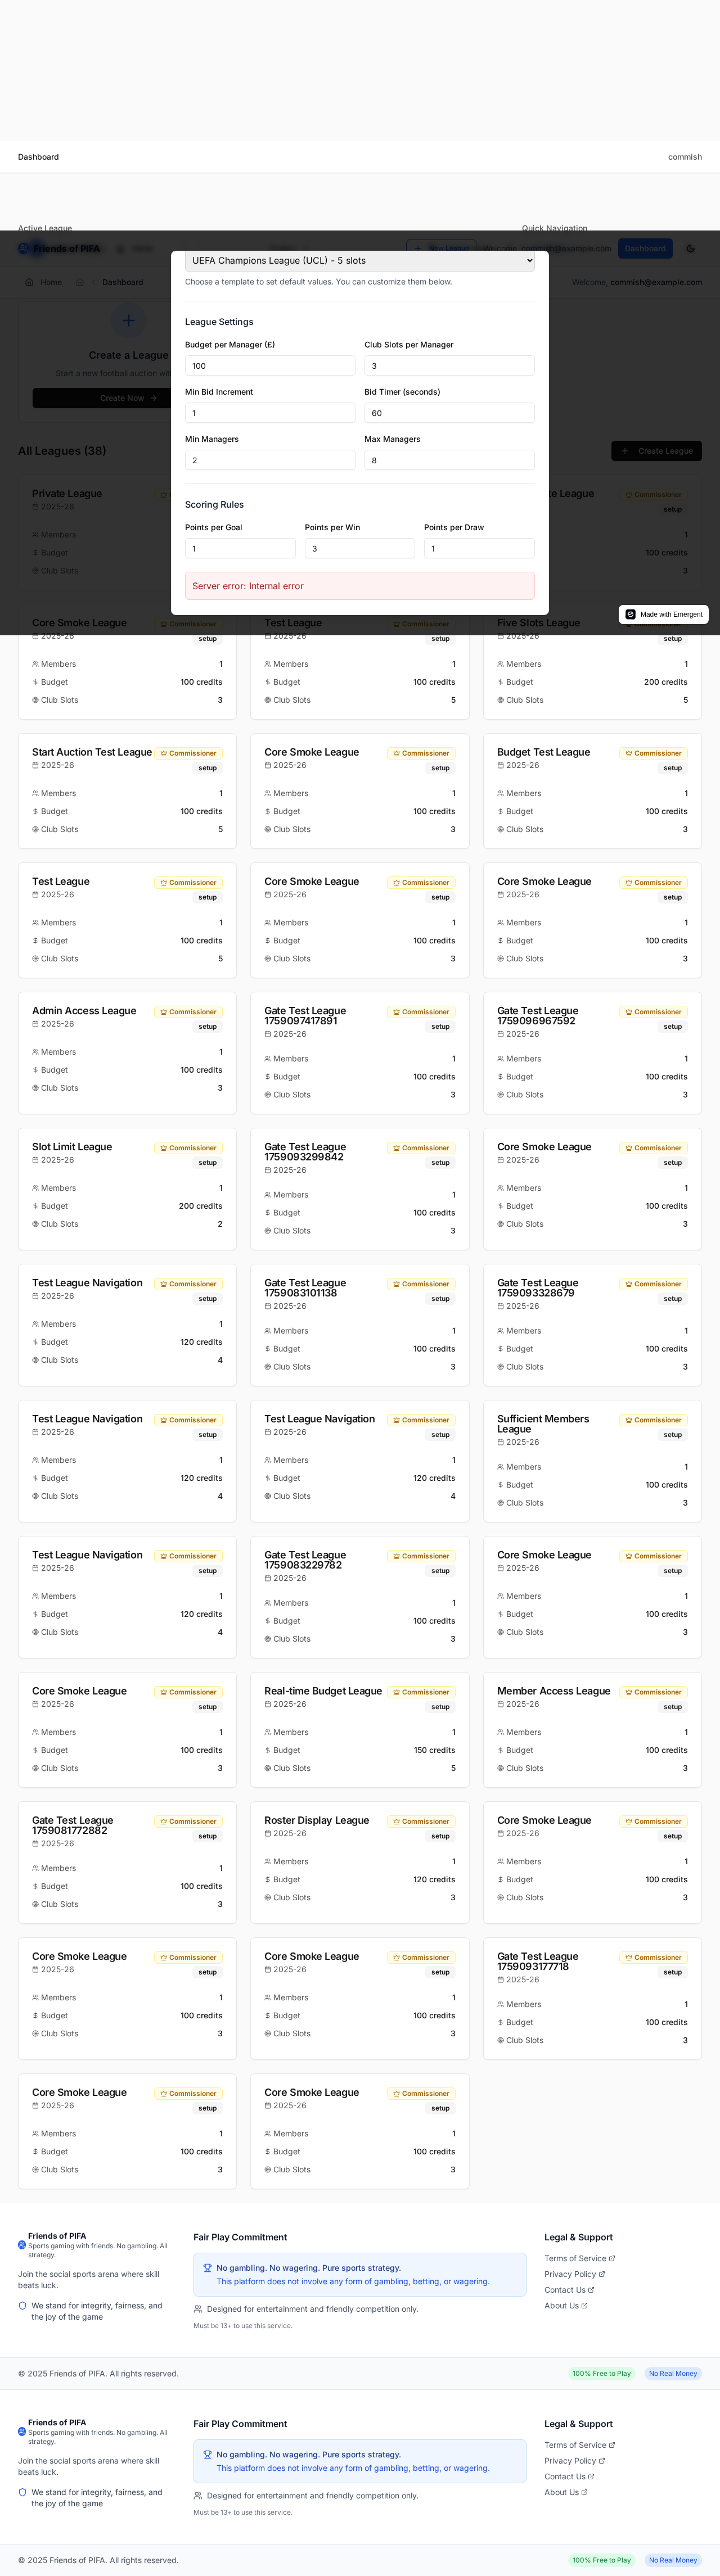 Dashboard
commish
Active League
Quick Navigation
Friends of PIFA
Welcome, commish@example.com
Dashboard
Home
Dashboard
Welcome, commish@example.com
UEFA Champions League (UCL) - 5 slots
Choose a template to set default values. You can customize them below.
League Settings
Budget per Manager (£)
Club Slots per Manager
100
3
Min Bid Increment
Bid Timer (seconds)
1
60
Min Managers
Max Managers
2
8
Scoring Rules
Points per Goal
Points per Win
Points per Draw
1
3
1
Server error: Internal error
Create a League
Start a new football auction with
Create Now
All Leagues (38)
Create League
Private League
2025-26
Members
Budget
Club Slots
te League
Commissioner
setup
1
100 credits
3
Made with Emergent
Core Smoke League
Commissioner
2025-26
setup
Members 1
Budget 100 credits
Club Slots 3
Test League
Commissioner
2025-26
setup
Members 1
Budget 100 credits
Club Slots 5
Five Slots League
Commissioner
2025-26
setup
Members 1
Budget 200 credits
Club Slots 5
Start Auction Test League
Commissioner
2025-26
setup
Members 1
Budget 100 credits
Club Slots 5
Core Smoke League
Commissioner
2025-26
setup
Members 1
Budget 100 credits
Club Slots 3
Budget Test League
Commissioner
2025-26
setup
Members 1
Budget 100 credits
Club Slots 3
Test League
Commissioner
2025-26
setup
Members 1
Budget 100 credits
Club Slots 5
Core Smoke League
Commissioner
2025-26
setup
Members 1
Budget 100 credits
Club Slots 3
Core Smoke League
Commissioner
2025-26
setup
Members 1
Budget 100 credits
Club Slots 3
Admin Access League
Commissioner
2025-26
setup
Members 1
Budget 100 credits
Club Slots 3
Gate Test League
1759097417891
Commissioner
setup
2025-26
Members 1
Budget 100 credits
Club Slots 3
Gate Test League
1759096967592
Commissioner
setup
2025-26
Members 1
Budget 100 credits
Club Slots 3
Slot Limit League
Commissioner
2025-26
setup
Members 1
Budget 200 credits
Club Slots 2
Gate Test League
1759093299842
Commissioner
setup
2025-26
Members 1
Budget 100 credits
Club Slots 3
Core Smoke League
Commissioner
2025-26
setup
Members 1
Budget 100 credits
Club Slots 3
Test League Navigation
Commissioner
2025-26
setup
Members 1
Budget 120 credits
Club Slots 4
Gate Test League
1759083101138
Commissioner
setup
2025-26
Members 1
Budget 100 credits
Club Slots 3
Gate Test League
1759093328679
Commissioner
setup
2025-26
Members 1
Budget 100 credits
Club Slots 3
Test League Navigation
Commissioner
2025-26
setup
Members 1
Budget 120 credits
Club Slots 4
Test League Navigation
Commissioner
2025-26
setup
Members 1
Budget 120 credits
Club Slots 4
Sufficient Members
League
Commissioner
setup
2025-26
Members 1
Budget 100 credits
Club Slots 3
Test League Navigation
Commissioner
2025-26
setup
Members 1
Budget 120 credits
Club Slots 4
Gate Test League
1759083229782
Commissioner
setup
2025-26
Members 1
Budget 100 credits
Club Slots 3
Core Smoke League
Commissioner
2025-26
setup
Members 1
Budget 100 credits
Club Slots 3
Core Smoke League
Commissioner
2025-26
setup
Members 1
Budget 100 credits
Club Slots 3
Real-time Budget League
Commissioner
2025-26
setup
Members 1
Budget 150 credits
Club Slots 5
Member Access League
Commissioner
2025-26
setup
Members 1
Budget 100 credits
Club Slots 3
Gate Test League
1759081772882
Commissioner
setup
2025-26
Members 1
Budget 100 credits
Club Slots 3
Roster Display League
Commissioner
2025-26
setup
Members 1
Budget 120 credits
Club Slots 3
Core Smoke League
Commissioner
2025-26
setup
Members 1
Budget 100 credits
Club Slots 3
Core Smoke League
Commissioner
2025-26
setup
Members 1
Budget 100 credits
Club Slots 3
Core Smoke League
Commissioner
2025-26
setup
Members 1
Budget 100 credits
Club Slots 3
Gate Test League
1759093177718
Commissioner
setup
2025-26
Members 1
Budget 100 credits
Club Slots 3
Core Smoke League
Commissioner
2025-26
setup
Members 1
Budget 100 credits
Club Slots 3
Core Smoke League
Commissioner
2025-26
setup
Members 1
Budget 100 credits
Club Slots 3
Friends of PIFA
Sports gaming with friends. No gambling. All
strategy.
Join the social sports arena where skill
beats luck.
We stand for integrity, fairness, and
the joy of the game
Fair Play Commitment
No gambling. No wagering. Pure sports strategy.
This platform does not involve any form of gambling, betting, or wagering.
Designed for entertainment and friendly competition only.
Must be 13+ to use this service.
Legal & Support
Terms of Service
Privacy Policy
Contact Us
About Us
© 2025 Friends of PIFA. All rights reserved.
100% Free to Play
No Real Money
Friends of PIFA
Sports gaming with friends. No gambling. All
strategy.
Join the social sports arena where skill
beats luck.
We stand for integrity, fairness, and
the joy of the game
Fair Play Commitment
No gambling. No wagering. Pure sports strategy.
This platform does not involve any form of gambling, betting, or wagering.
Designed for entertainment and friendly competition only.
Must be 13+ to use this service.
Legal & Support
Terms of Service
Privacy Policy
Contact Us
About Us
© 2025 Friends of PIFA. All rights reserved.
100% Free to Play
No Real Money